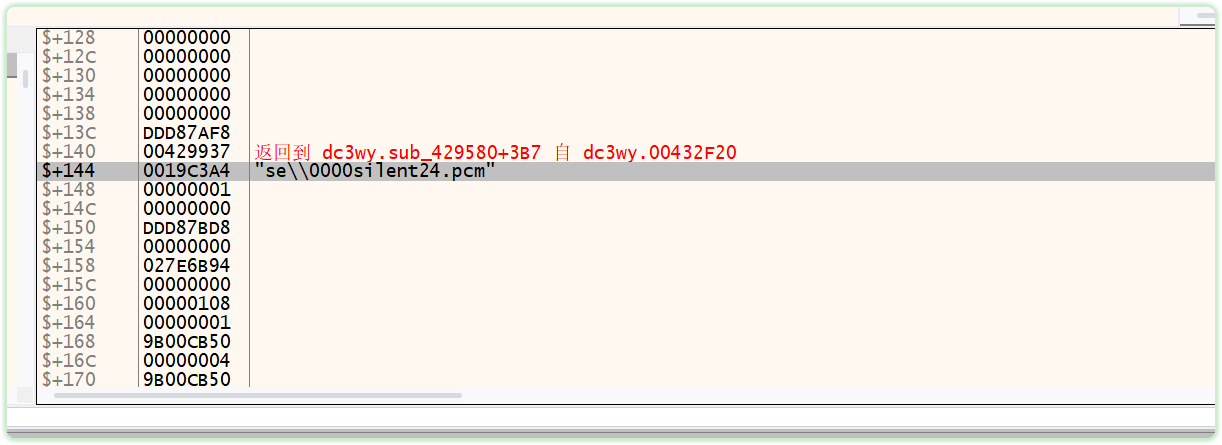 $+128 00000000
$+12C 00000000
$+130 00000000
$+134 00000000
$+138 00000000
$+13C DDD87AF8
$+140 00429937 返回到 dc3wy.sub_429580+3B7 自 dc3wy.00432F20
$+144 0019C3A4 "se\\0000silent24.pcm"
$+148 00000001
$+14C 00000000
$+150 DDD87BD8
$+154 00000000
$+158 027E6B94
$+15C 00000000
$+160 00000108
$+164 00000001
$+168 9B00CB50
$+16C 00000004
$+170 9B00CB50